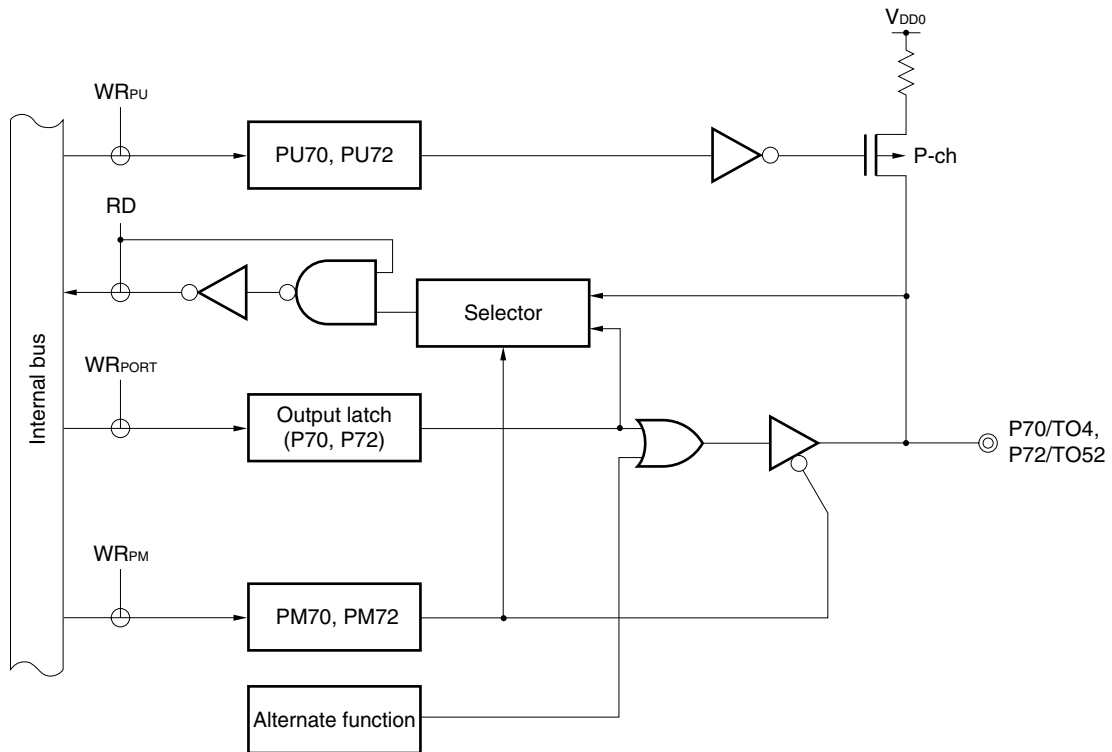 VDD0
WRPU
PU70, PU72
P-ch
RD
Selector
Internal bus
WRPORT
Output latch
(P70, P72)
P70/TO4,
P72/TO52
WRPM
PM70, PM72
Alternate function